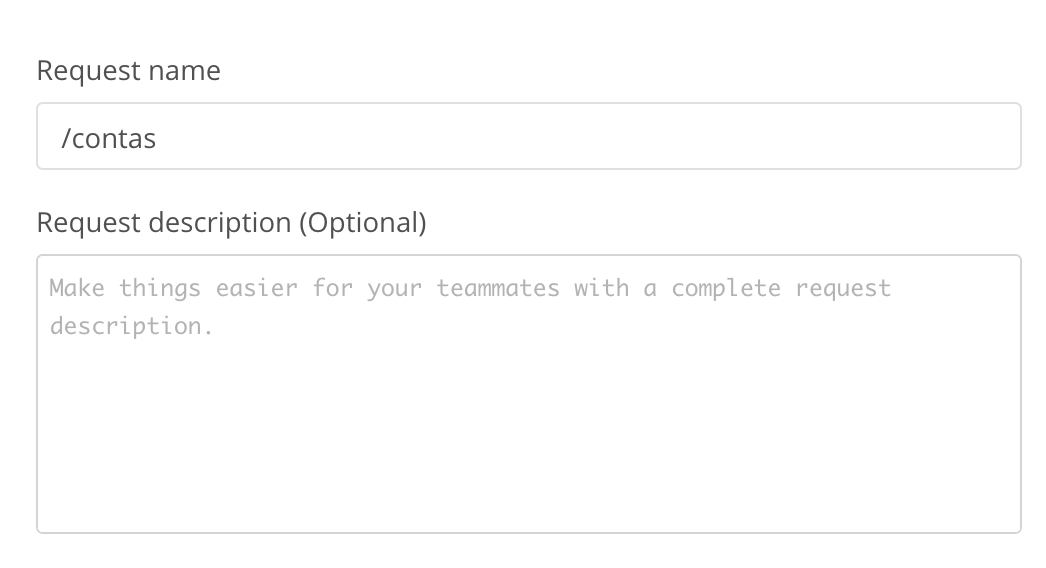 Request name
/contas
Request description (Optional)
Make things easier for your teammates with a complete request
description.